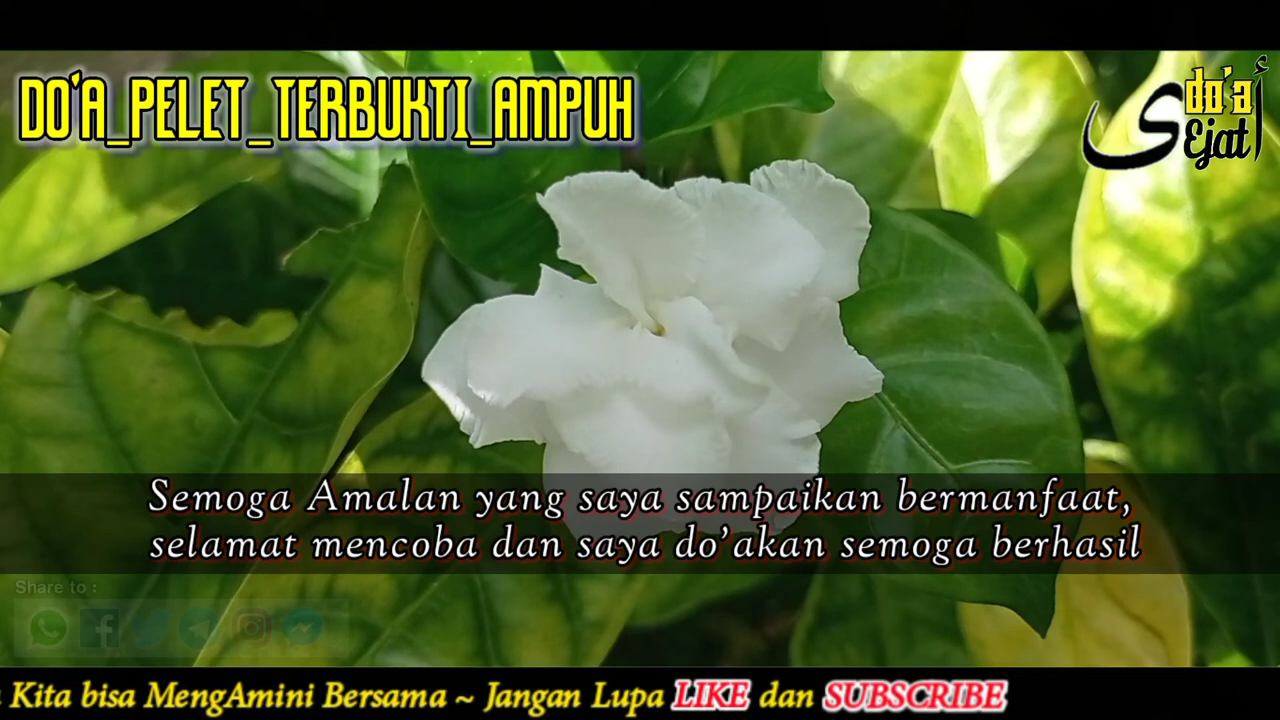 DO'A_PELET_TERBUKTI_AMPUH
do'a
Ejati
Semoga Amalan yang saya sampaikan bermanfaat,
selamat mencoba dan saya do'akan semoga berhasil
Share to :
Kita bisa MengAmini Bersama ~ Jangan Lupa LIKE dan SUBSCRIBE